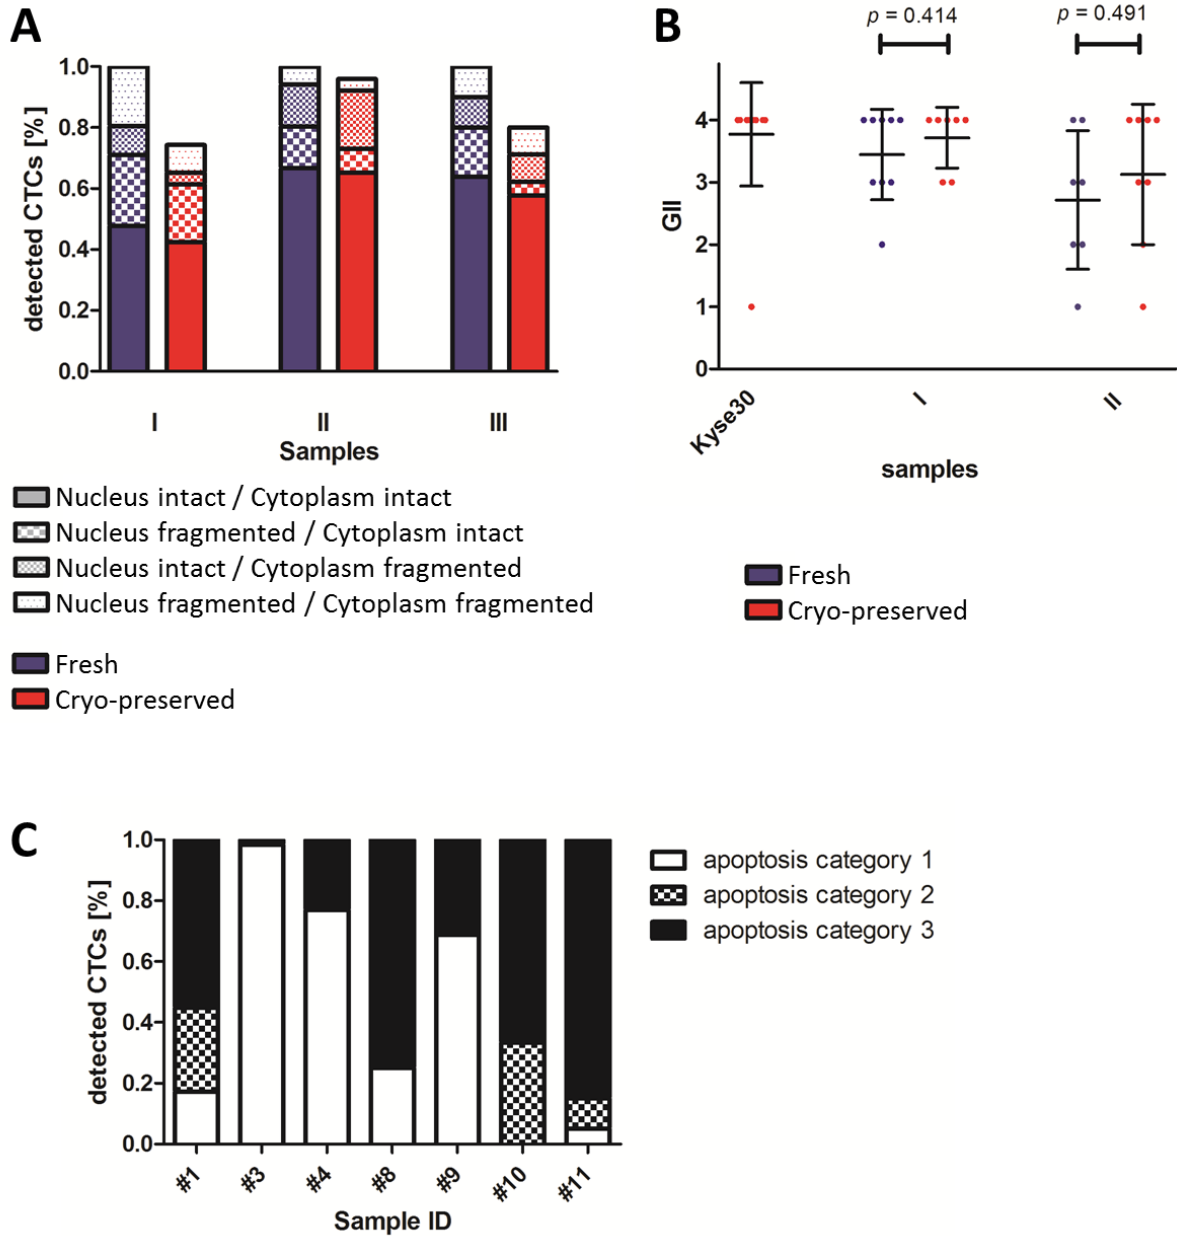 A
detected CTCs [%]
1.0
0.8
0.6
0.4
0.2
0.0
I
II
III
Samples
Nucleus intact / Cytoplasm intact
Nucleus fragmented / Cytoplasm intact
Nucleus intact / Cytoplasm fragmented
Nucleus fragmented / Cytoplasm fragmented
Fresh
Cryo-preserved
B
p = 0.414
p = 0.491
GII
4
3
2
1
0
Kyse30
I
II
samples
Fresh
Cryo-preserved
C
detected CTCs [%]
1.0
0.8
0.6
0.4
0.2
0.0
#1
#3
#4
#8
#9
#10
#11
Sample ID
apoptosis category 1
apoptosis category 2
apoptosis category 3